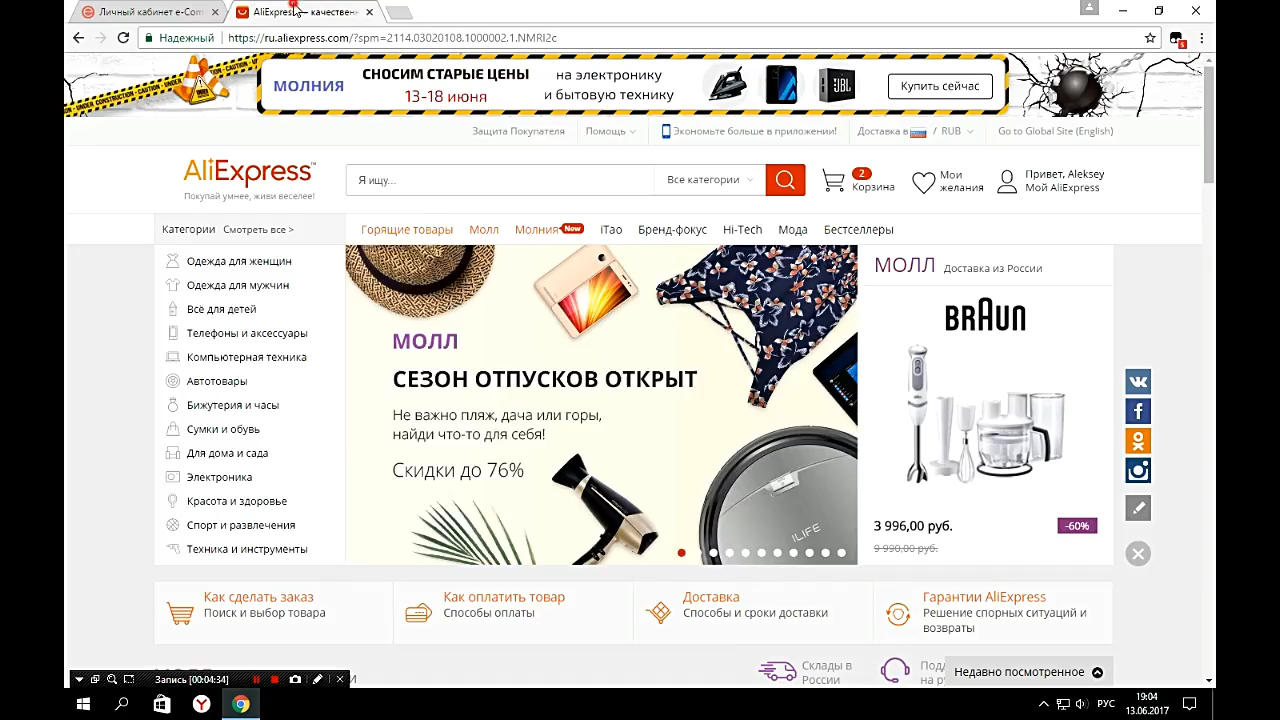 Личный кабинет e-Com
AliExpress — качественн
Надежный
https://ru.aliexpress.com/?spm=2114.03020108.1000002.1.NMRI2c
МОЛНИЯ
СНОСИМ СТАРЫЕ ЦЕНЫ
13-18 июня
на электронику
и бытовую технику
JBL
Купить сейчас
Защита Покупателя
Помощь
Экономьте больше в приложении!
Доставка в / RUB
Go to Global Site (English)
AliExpress™
Покупай умнее, живи веселее!
Я ищу...
Все категории
2
Корзина
Мои
желания
Привет, Aleksey
Мой AliExpress
Категории Смотреть все >
Горящие товары
Молл
Молния New
iTao
Бренд-фокус
Hi-Tech
Мода
Бестселлеры
Одежда для женщин
Одежда для мужчин
Всё для детей
Телефоны и аксессуары
Компьютерная техника
Автотовары
Бижутерия и часы
Сумки и обувь
Для дома и сада
Электроника
Красота и здоровье
Спорт и развлечения
Техника и инструменты
МОЛЛ
СЕЗОН ОТПУСКОВ ОТКРЫТ
Не важно пляж, дача или горы,
найди что-то для себя!
Скидки до 76%
ILIFE
МОЛЛ Доставка из России
BRAUN
3 996,00 руб.
-60%
9 990,00 руб.
Как сделать заказ
Поиск и выбор товара
Как оплатить товар
Способы оплаты
Доставка
Способы и сроки доставки
Гарантии AliExpress
Решение спорных ситуаций и
возвраты
Склады в
России
Недавно посмотренное
Запись [00:04:34]
РУС
19:04
13.06.2017